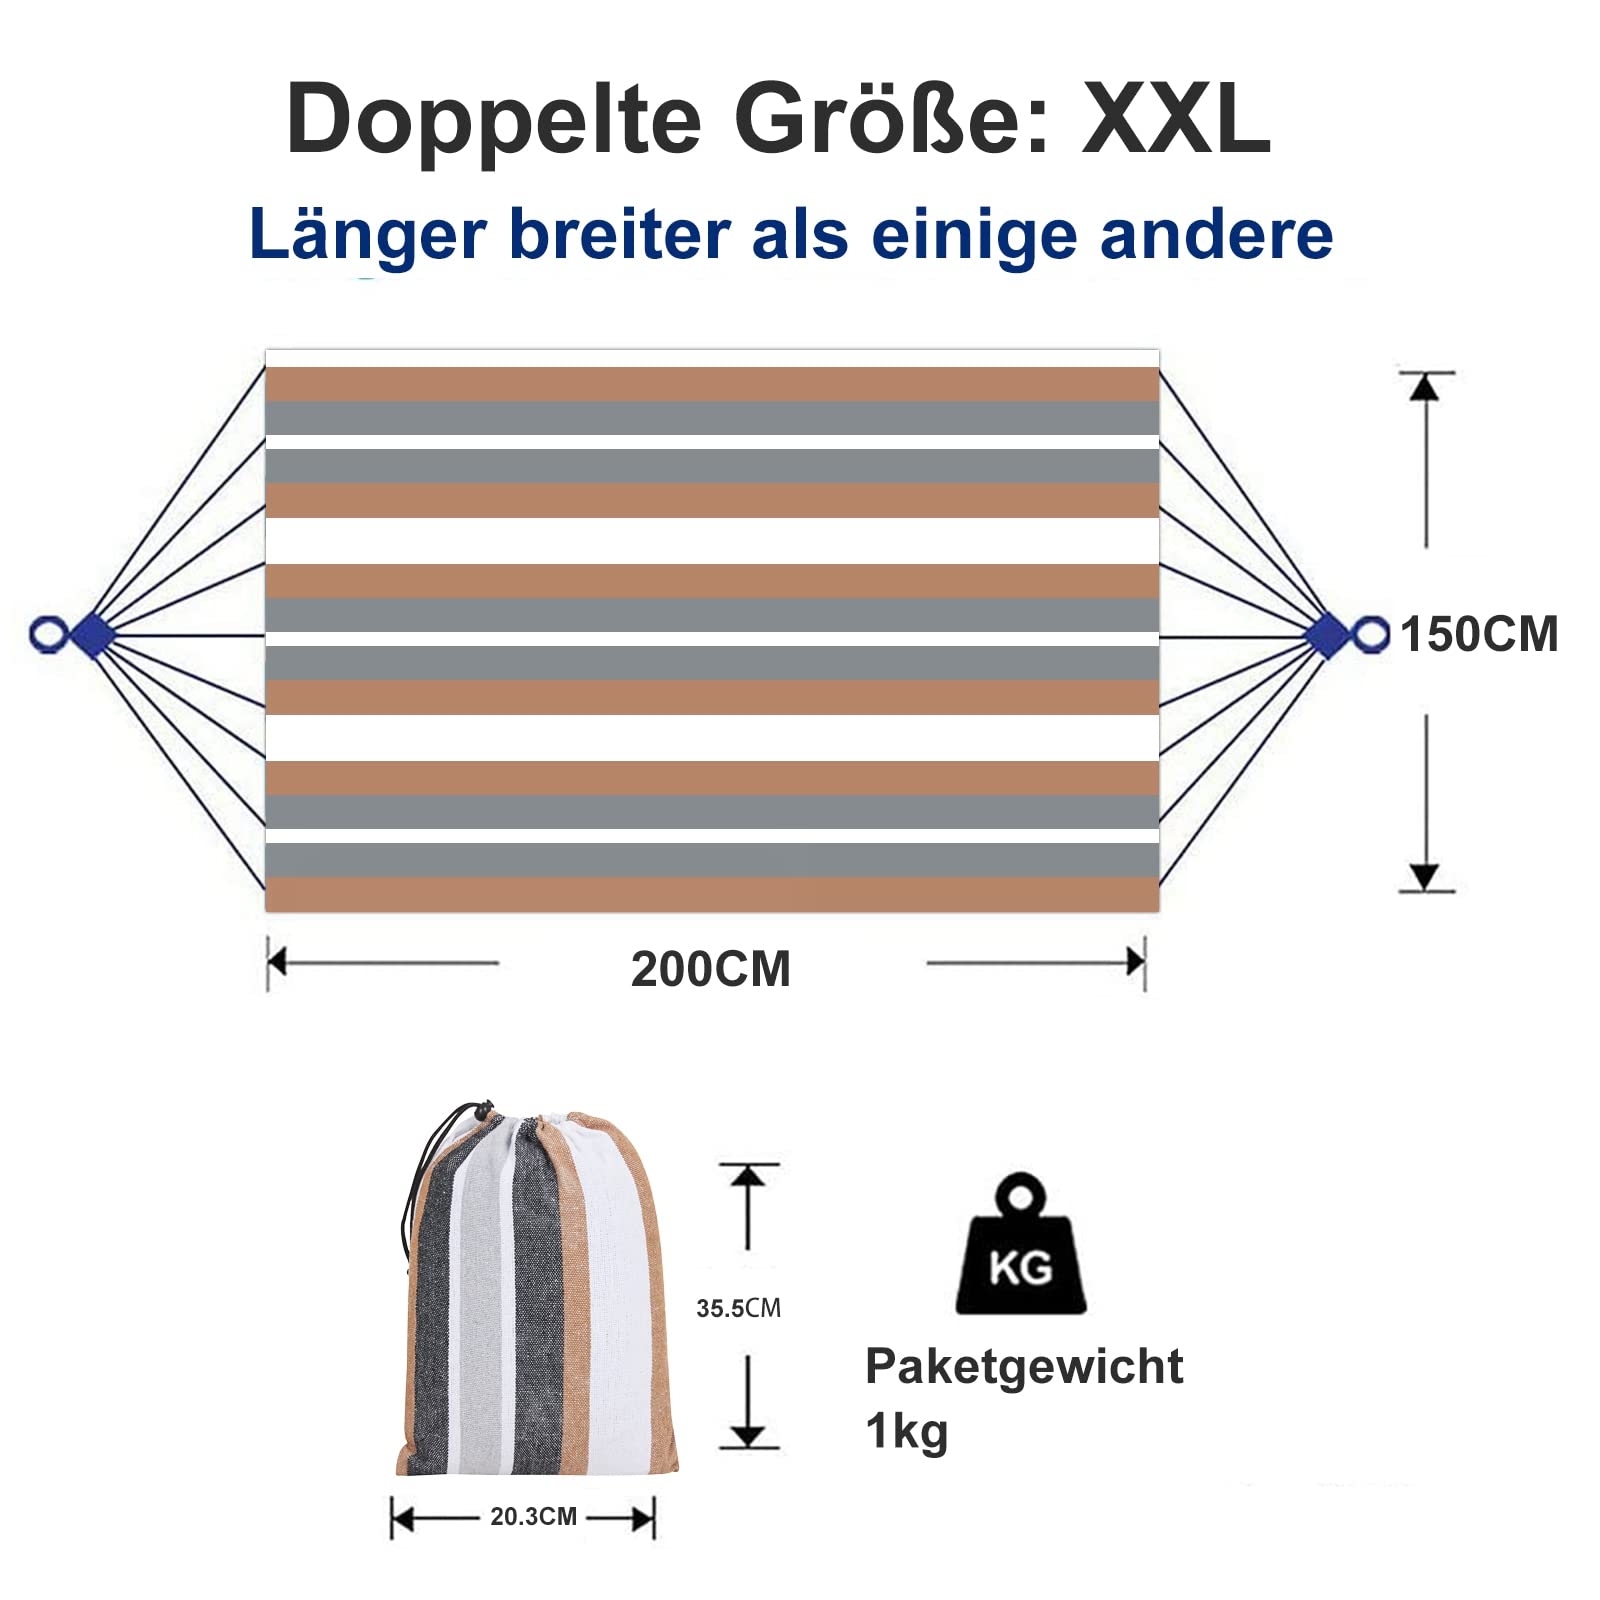 Doppelte Größe: XXL
Länger breiter als einige andere
150CM
200CM
35.5CM
KG
Paketgewicht
1kg
20.3CM